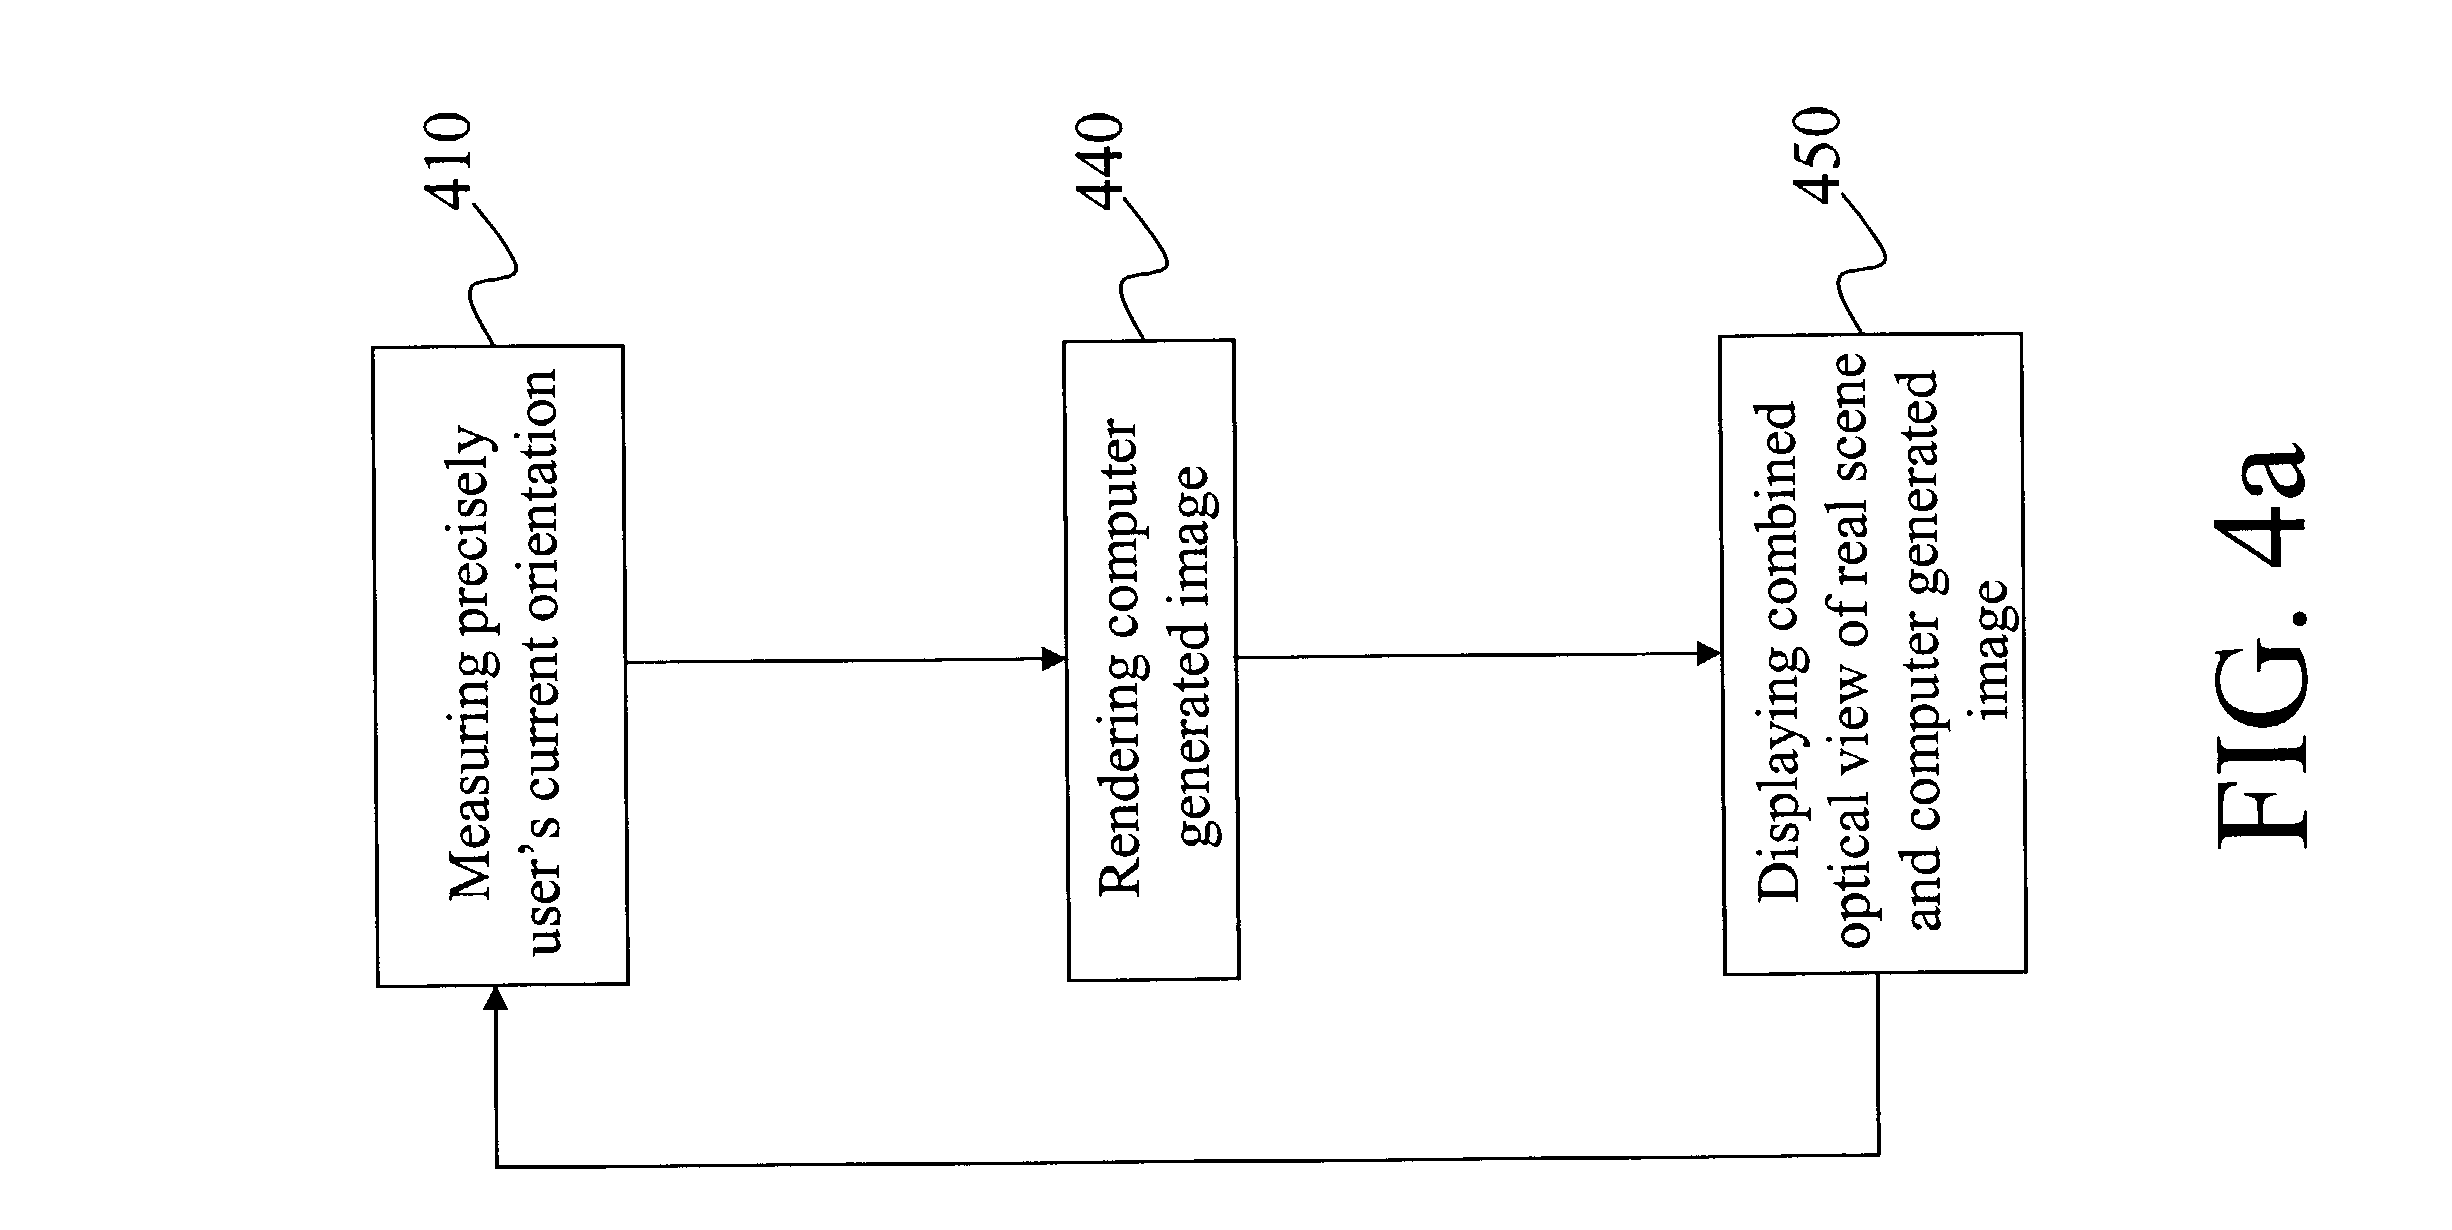 410
Measuring precisely
user's current orientation
440
Rendering computer
generated image
450
Displaying combined
optical view of real scene
and computer generated
image
FIG. 4a